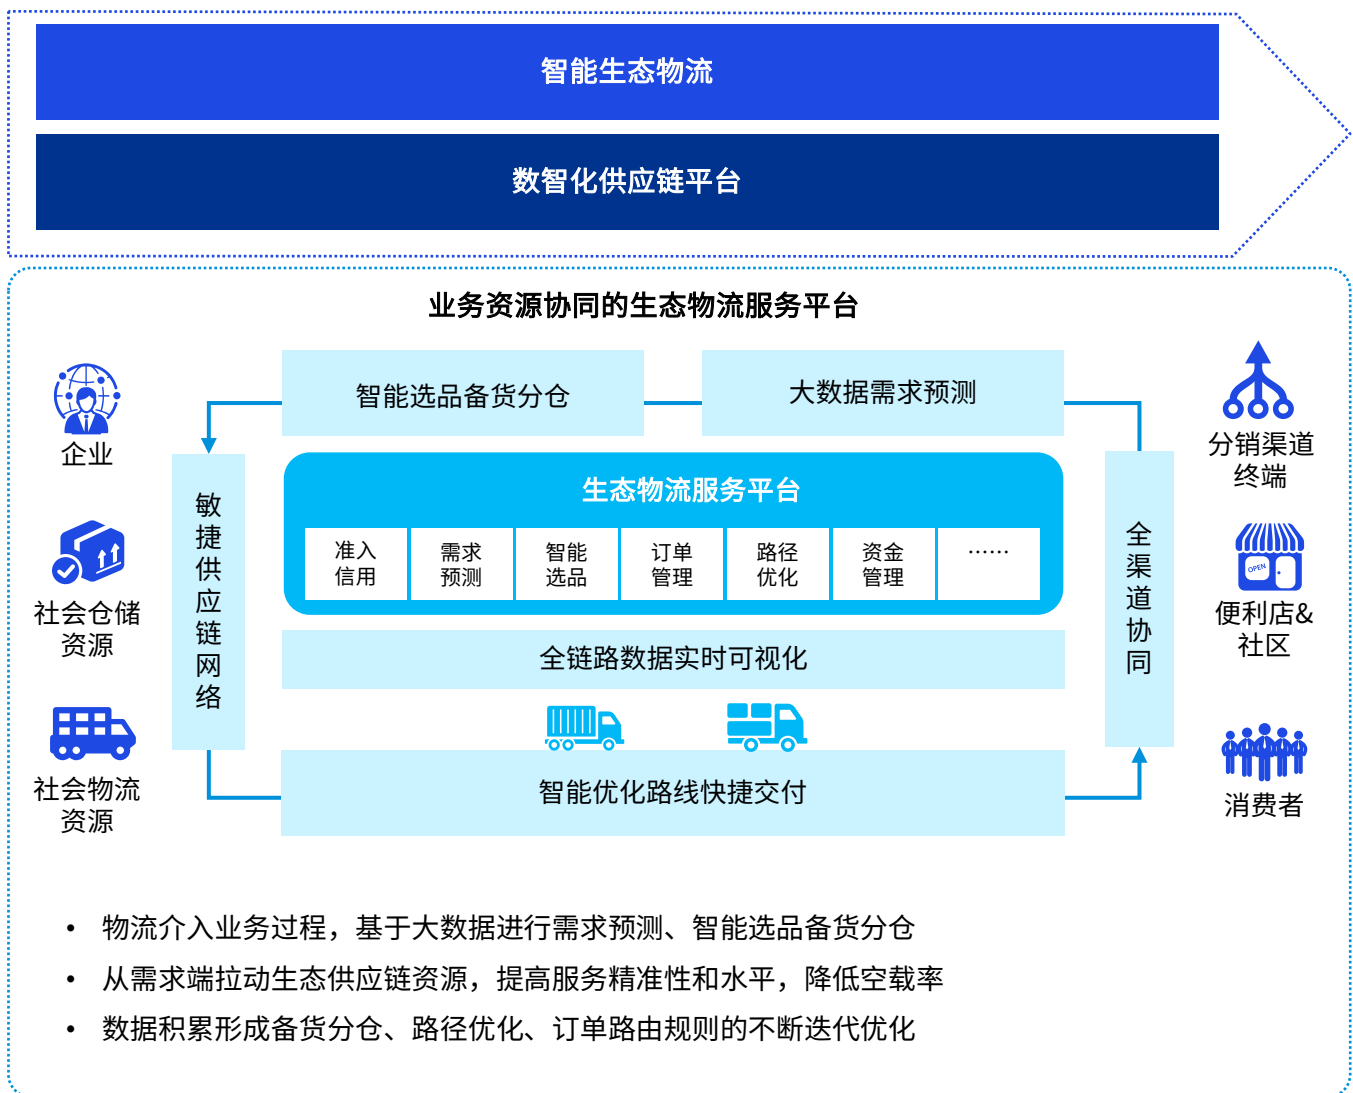 智能生态物流
数智化供应链平台
业务资源协同的生态物流服务平台
智能选品备货分仓
大数据需求预测
企业
社会仓储
资源
社会物流
资源
敏
捷
供
应
链
网
络
生态物流服务平台
准入
信用
需求
预测
智能
选品
订单
管理
路径
优化
资金
管理
……
全链路数据实时可视化
智能优化路线快捷交付
全
渠
道
协
同
分销渠道
终端
OPEN
便利店&
社区
消费者
• 物流介入业务过程，基于大数据进行需求预测、智能选品备货分仓
• 从需求端拉动生态供应链资源，提高服务精准性和水平，降低空载率
• 数据积累形成备货分仓、路径优化、订单路由规则的不断迭代优化